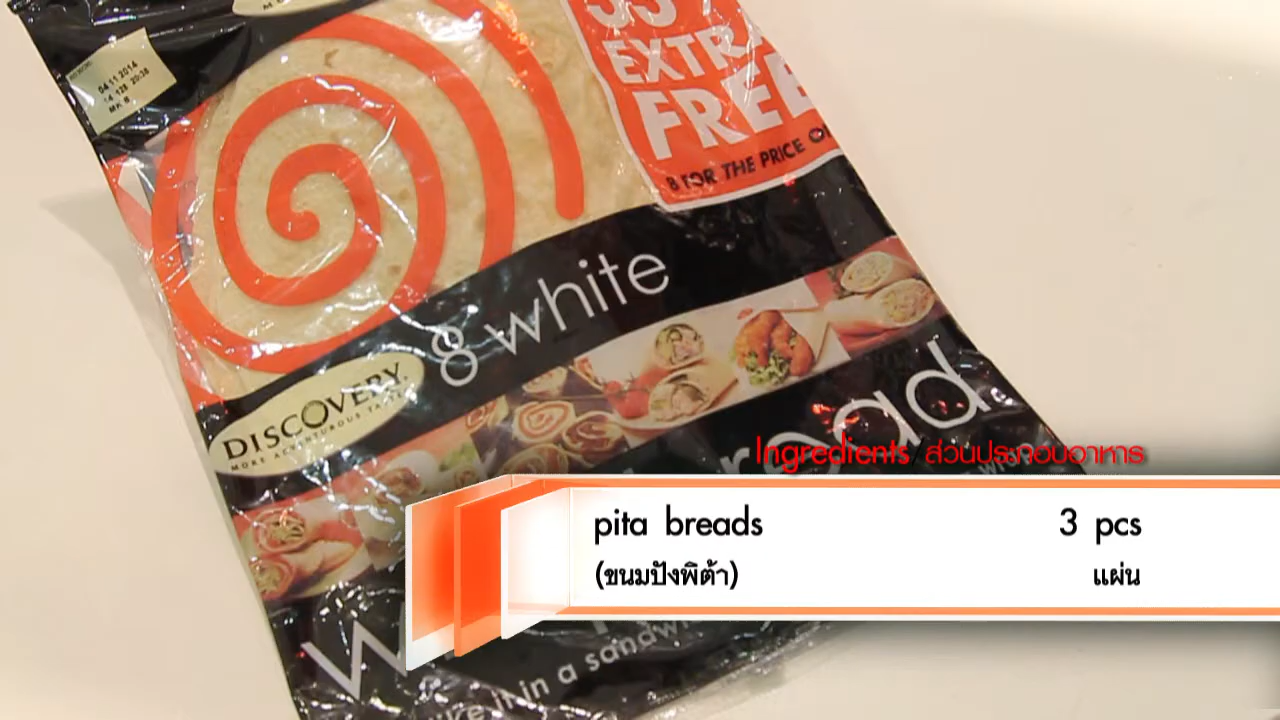 04 11 2014
EXTRA
FREE
8 FOR THE PRICE
8 white
DISCOVERY
MORE ADVENTUROUS TASTE
Ingredients/ส่วนประกอบอาหาร
pita breads 3 pcs
(ขนมปังพิต้า) แผ่น
in a